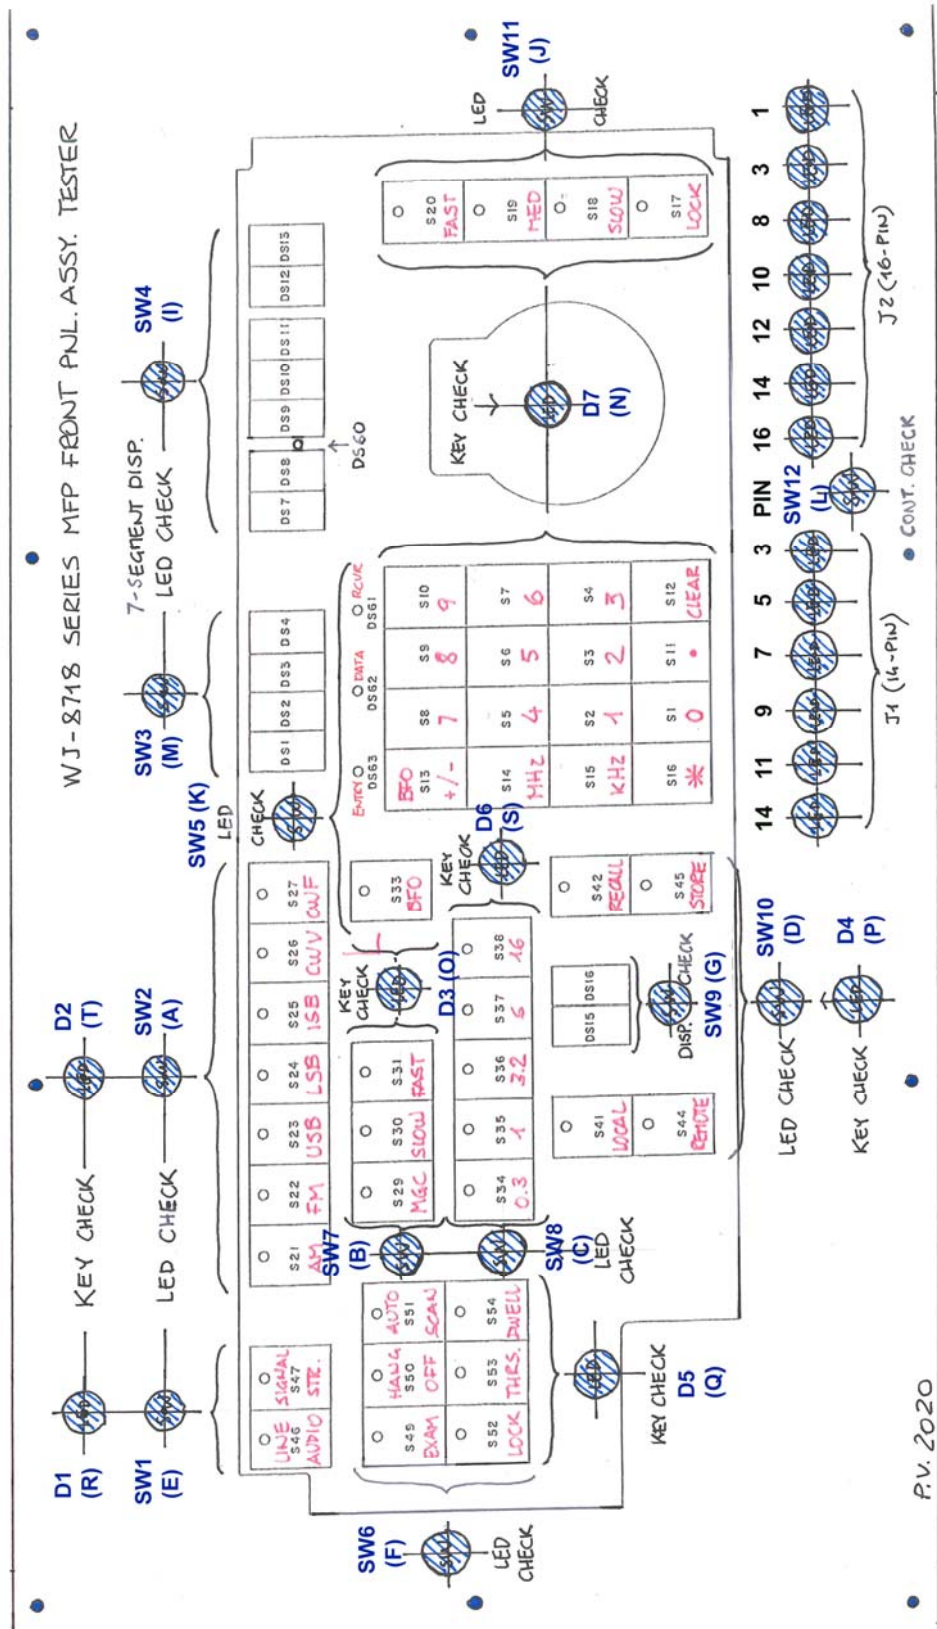 WJ-8718 SERIES MFP FRONT PNL. ASSY. TESTER
D1
(R)
KEY CHECK
D2
(T)
7-SEGMENT DISP.
SW1
(E)
LED CHECK
SW2
(A)
SW3
(M)
LED CHECK
SW4
(I)
SW5 (K)
LED
CHECK
LINE
S46
AUDIO
SIGNAL
S47
STR.
S21
AM
S22
FM
S23
USB
S24
LSB
S25
ISB
S26
CWV
S27
CWF
DS1
DS2
DS3
DS4
DS7
DS8
DS9
DS10
DS11
DS12
DS13
DS60
ENTRY
DS63
DATA
DS62
RCVR
DS61
SW6
(F)
LED
CHECK
S49
EXAM
HANG
S50
OFF
AUTO
S51
SCAN
S52
LOCK
S53
THRS.
S54
DWELL
KEY CHECK
D5
(Q)
SW7
(B)
S29
MGC
S30
SLOW
S31
FAST
KEY
CHECK
D3 (O)
S33
BFO
SW8
(C)
LED
CHECK
S34
0.3
S35
1
S36
3.2
S37
6
S38
16
KEY
CHECK
D6
(S)
S41
LOCAL
S44
REMOTE
DS15
DS16
DISP. CHECK
SW9 (G)
S42
RECALL
S45
STORE
LED CHECK
SW10
(D)
KEY CHECK
D4
(P)
BFO
S13
+/-
S8
7
S9
8
S10
9
S14
MHz
S5
4
S6
5
S7
6
S15
KHz
S2
1
S3
2
S4
3
S16
*
S1
0
S11
.
S12
CLEAR
KEY CHECK
LED
D7
(N)
S20
FAST
S19
MED
S18
SLOW
S17
LOCK
SW11
(J)
LED
SW
CHECK
14 11 9 7 5 3 PIN 16 14 12 10 8 3 1
SW12
(L)
J1 (14-PIN)
J2 (16-PIN)
CONT. CHECK
P.V. 2020